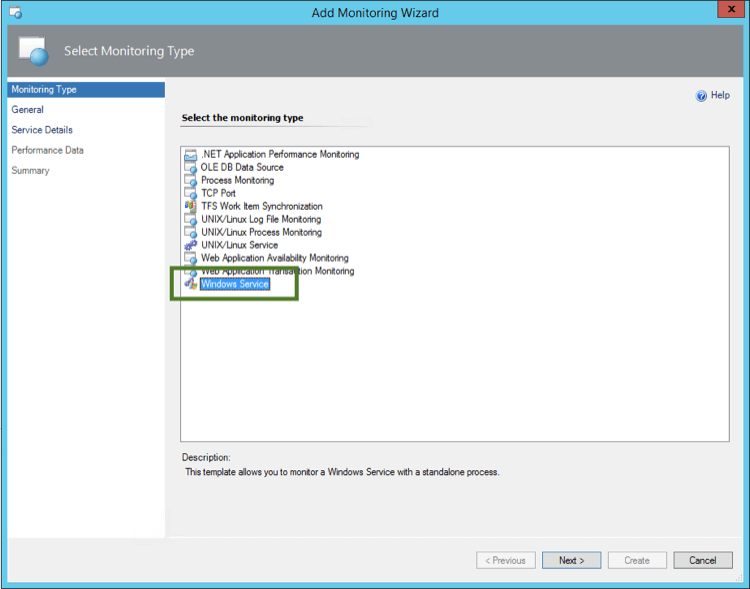 Add Monitoring Wizard
x
Select Monitoring Type
Monitoring Type
General
Service Details
Performance Data
Summary
Help
Select the monitoring type
.NET Application Performance Monitoring
OLE DB Data Source
Process Monitoring
TCP Port
TFS Work Item Synchronization
UNIX/Linux Log File Monitoring
UNIX/Linux Process Monitoring
UNIX/Linux Service
Web Application Availability Monitoring
Web Application Transaction Monitoring
Windows Service
Description:
This template allows you to monitor a Windows Service with a standalone process.
< Previous
Next >
Create
Cancel